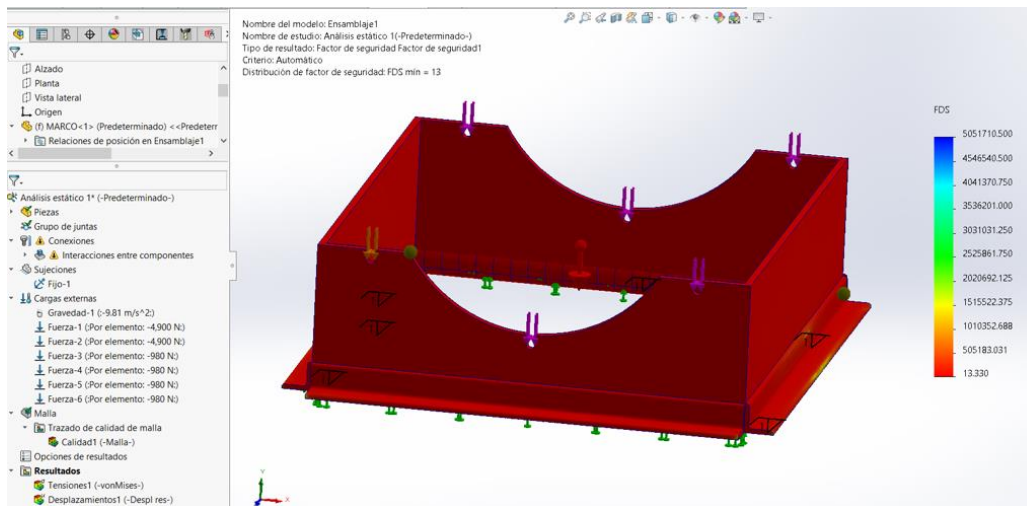 Nombre del modelo: Ensamblaje1
Nombre de estudio: Análisis estático 1(-Predeterminado-)
Tipo de resultado: Factor de seguridad Factor de seguridad1
Criterio: Automático
Distribución de factor de seguridad: FDS mín = 13
Alzado
Planta
Vista lateral
Origen
(f) MARCO<1> (Predeterminado) <<Predeterr
Relaciones de posición en Ensamblaje1
Análisis estático 1* (-Predeterminado-)
Piezas
Grupo de juntas
Conexiones
Interacciones entre componentes
Sujeciones
Fijo-1
Cargas externas
Gravedad-1 (:-9.81 m/s^2:)
Fuerza-1 (:Por elemento: -4,900 N:)
Fuerza-2 (:Por elemento: -4,900 N:)
Fuerza-3 (:Por elemento: -980 N:)
Fuerza-4 (:Por elemento: -980 N:)
Fuerza-5 (:Por elemento: -980 N:)
Fuerza-6 (:Por elemento: -980 N:)
Malla
Trazado de calidad de malla
Calidad1 (-Malla-)
Opciones de resultados
Resultados
Tensiones1 (-vonMises-)
Desplazamientos1 (-Despl res-)
FDS
5051710.500
4546540.500
4041370.750
3536201.000
3031031.250
2525861.750
2020692.125
1515522.375
1010352.688
505183.031
13.330
Y
X